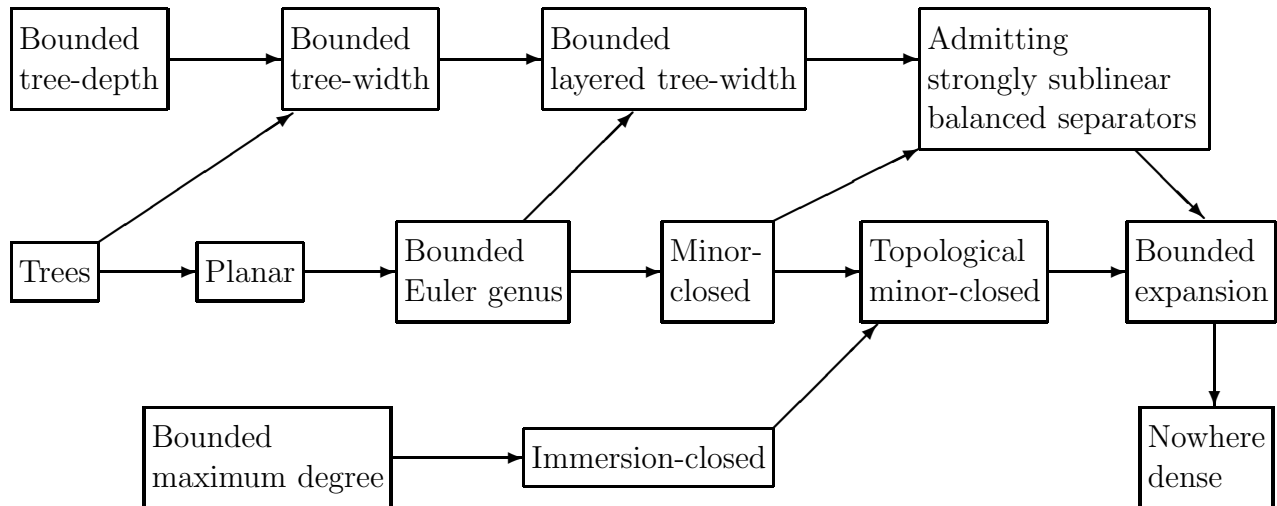 Bounded
tree-depth
Bounded
tree-width
Bounded
layered tree-width
Admitting
strongly sublinear
balanced separators
Trees
Planar
Bounded
Euler genus
Minor-
closed
Topological
minor-closed
Bounded
expansion
Bounded
maximum degree
Immersion-closed
Nowhere
dense